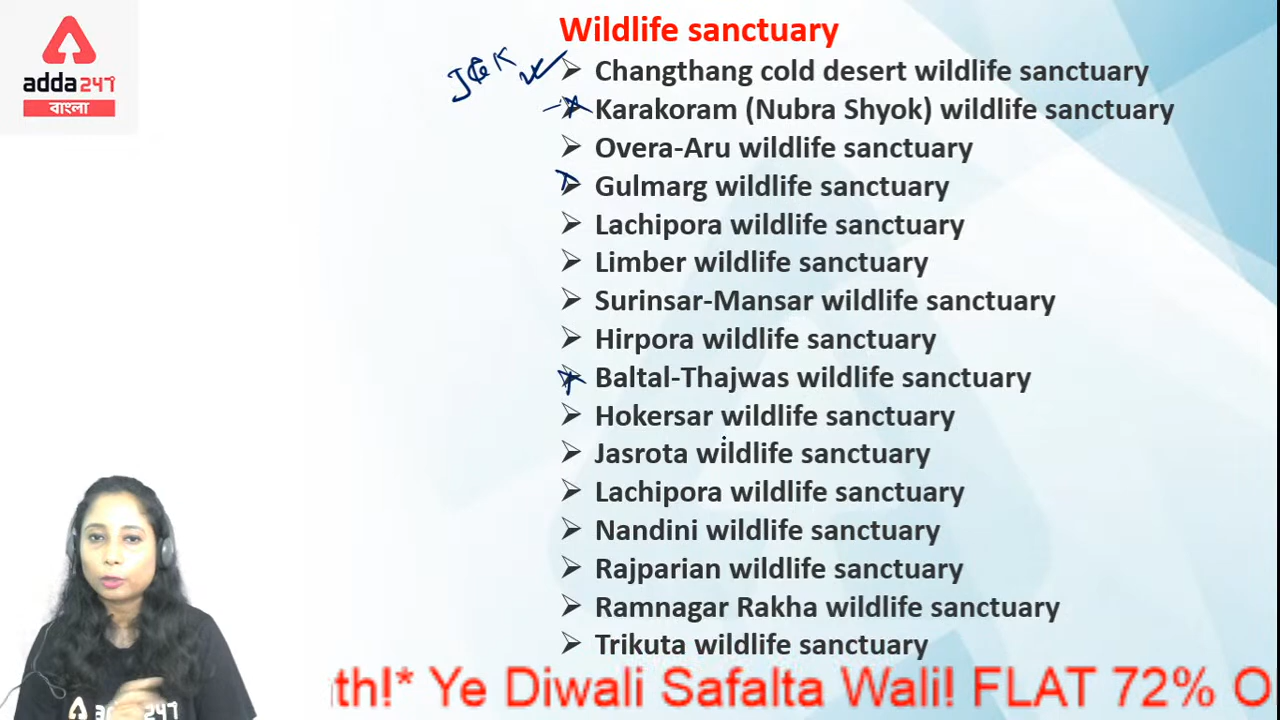 Wildlife sanctuary
adda247
বাংলা
J&K
Changthang cold desert wildlife sanctuary
Karakoram (Nubra Shyok) wildlife sanctuary
Overa-Aru wildlife sanctuary
Gulmarg wildlife sanctuary
Lachipora wildlife sanctuary
Limber wildlife sanctuary
Surinsar-Mansar wildlife sanctuary
Hirpora wildlife sanctuary
Baltal-Thajwas wildlife sanctuary
Hokersar wildlife sanctuary
Jasrota wildlife sanctuary
Lachipora wildlife sanctuary
Nandini wildlife sanctuary
Rajparian wildlife sanctuary
Ramnagar Rakha wildlife sanctuary
Trikuta wildlife sanctuary
th!* Ye Diwali Safalta Wali! FLAT 72% O